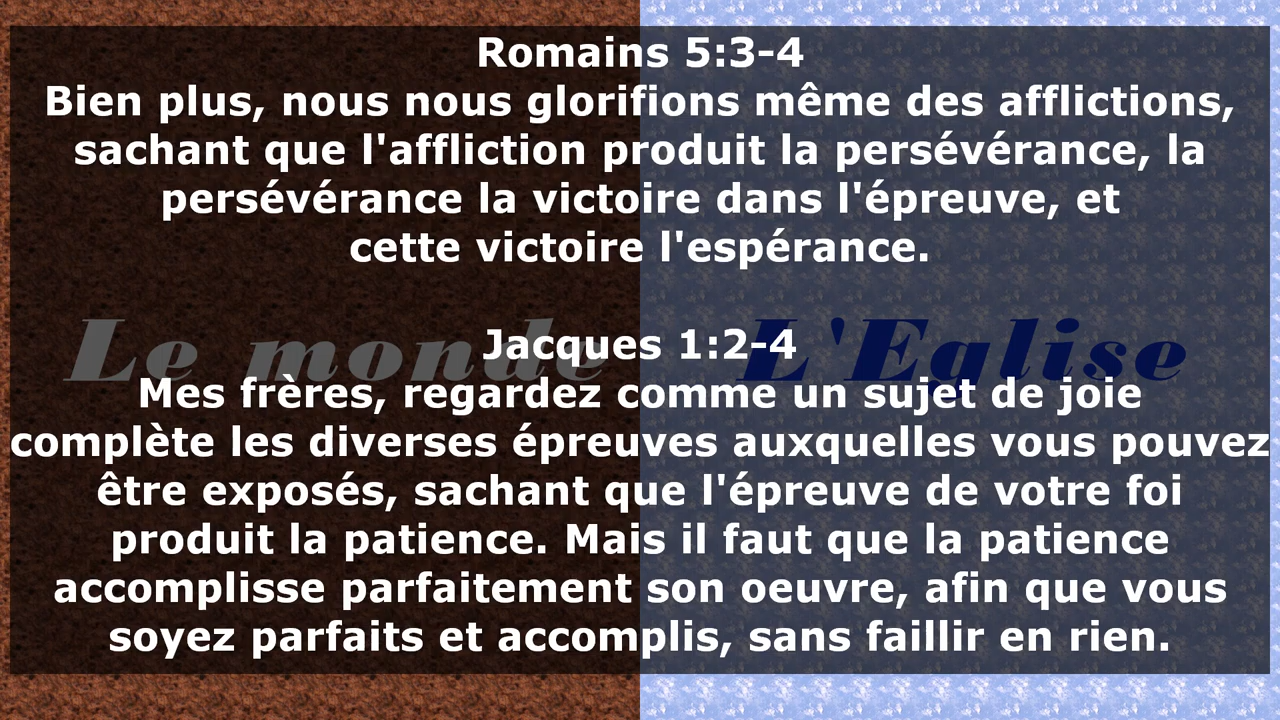 Romains 5:3-4
Bien plus, nous nous glorifions même des afflictions,
sachant que l'affliction produit la persévérance, la
persévérance la victoire dans l'épreuve, et
cette victoire l'espérance.
Le monde L'Eglise
Jacques 1:2-4
Mes frères, regardez comme un sujet de joie
complète les diverses épreuves auxquelles vous pouvez
être exposés, sachant que l'épreuve de votre foi
produit la patience. Mais il faut que la patience
accomplisse parfaitement son oeuvre, afin que vous
soyez parfaits et accomplis, sans faillir en rien.